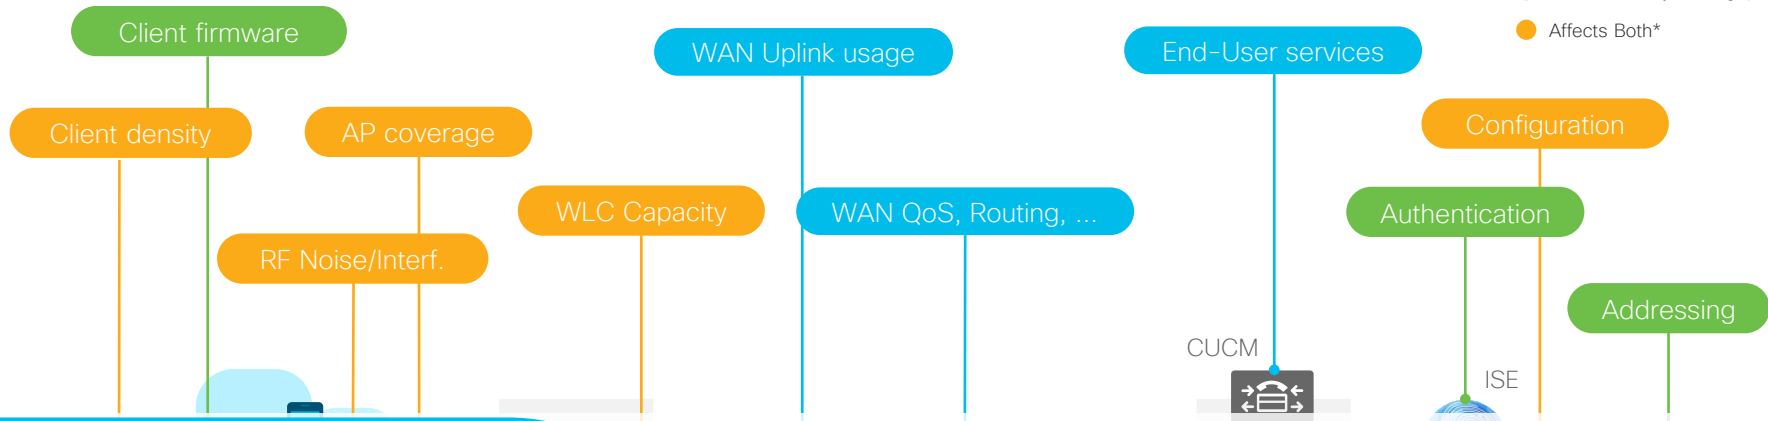 Client firmware
Affects Both*
WAN Uplink usage
End-User services
Client density
AP coverage
Configuration
WLC Capacity
WAN QoS, Routing, ...
Authentication
RF Noise/Interf.
Addressing
CUCM
ISE